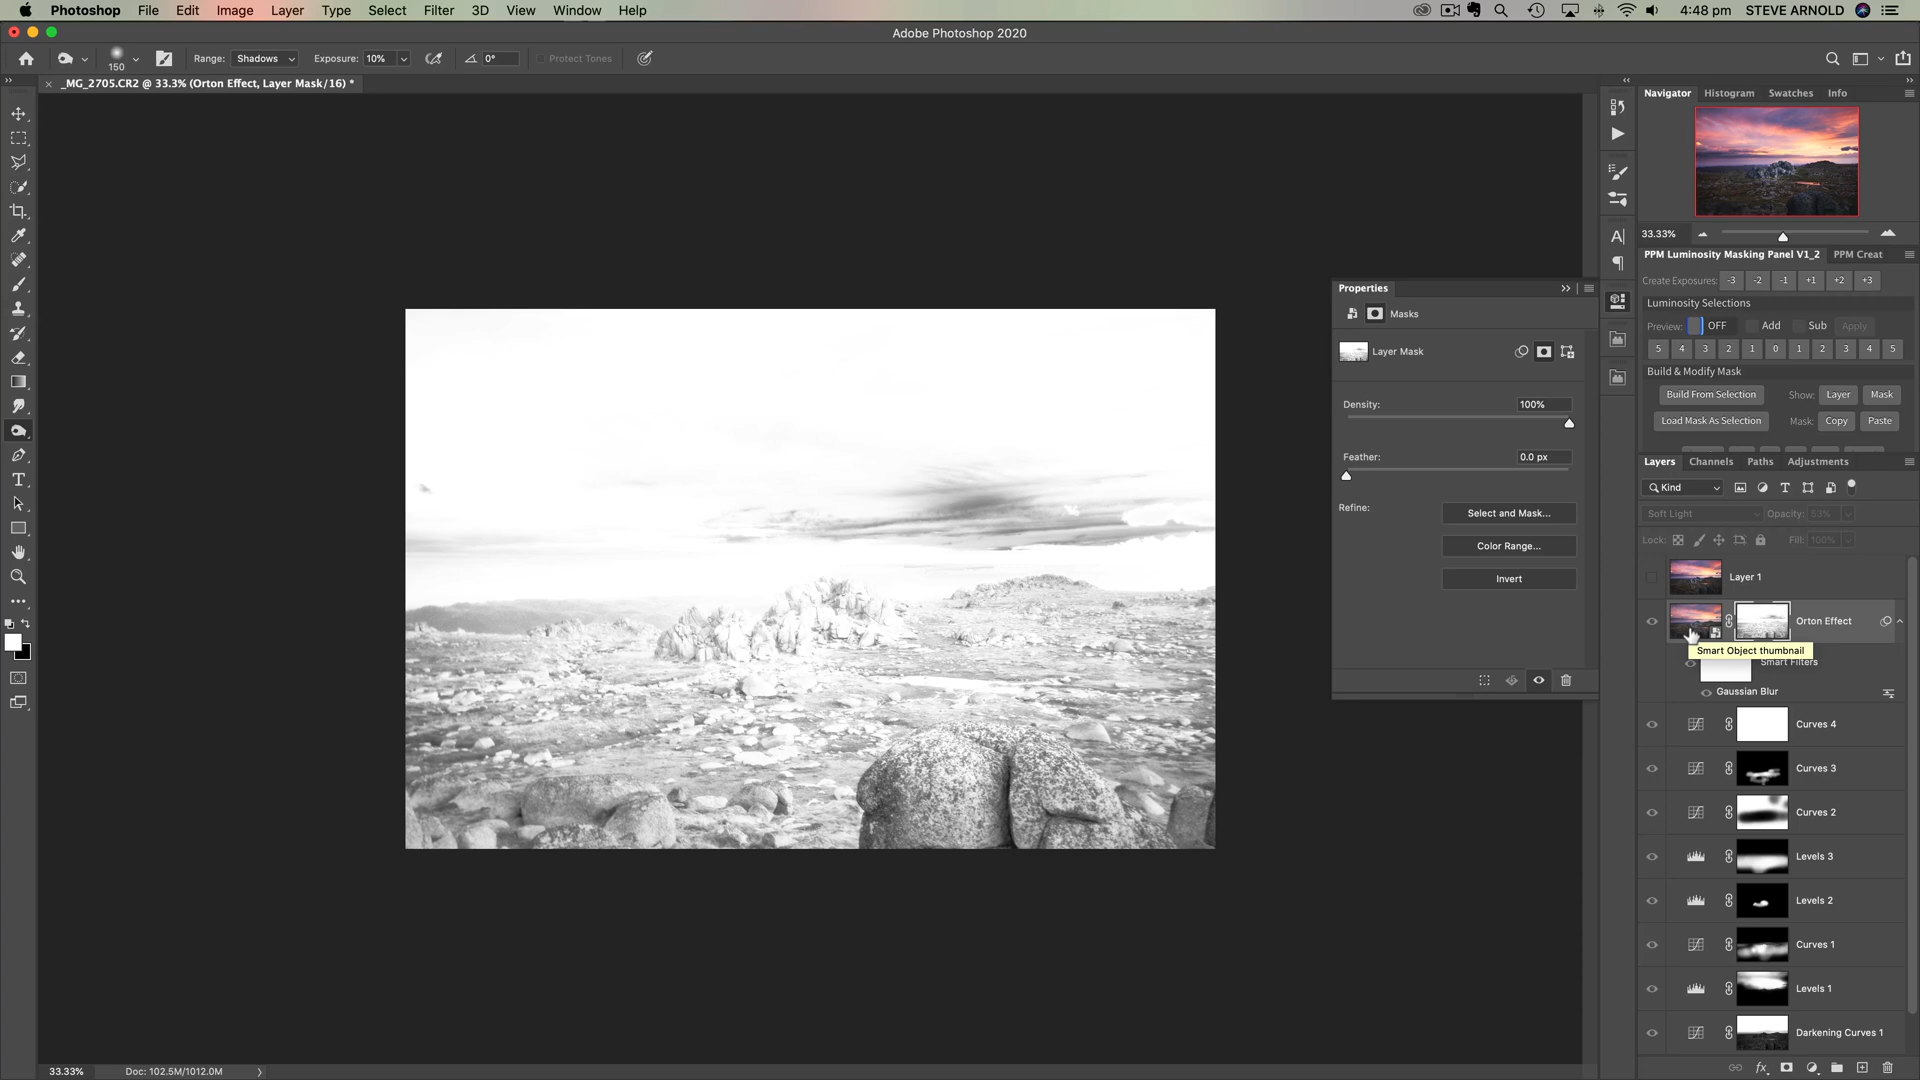 Photoshop File Edit Image Layer Type Select Filter 3D View Window Help 4:48 pm STEVE ARNOLD
Adobe Photoshop 2020
150 Range: Shadows Exposure: 10% 0° Protect Tones
_MG_2705.CR2 @ 33.3% (Orton Effect, Layer Mask/16) *
Navigator Histogram Swatches Info
33.33%
PPM Luminosity Masking Panel V1_2 PPM Creat
Create Exposures: -3 -2 -1 +1 +2 +3
Luminosity Selections
Preview: OFF Add Sub Apply
5 4 3 2 1 0 1 2 3 4 5
Build & Modify Mask
Build From Selection Show: Layer Mask
Load Mask As Selection Mask: Copy Paste
Properties
Masks
Layer Mask
Density: 100%
Feather: 0.0 px
Refine: Select and Mask...
Color Range...
Invert
Layers Channels Paths Adjustments
Kind
Soft Light Opacity: 53%
Lock: Fill: 100%
Layer 1
Orton Effect
Smart Object thumbnail
Smart Filters
Gaussian Blur
Curves 4
Curves 3
Curves 2
Levels 3
Levels 2
Curves 1
Levels 1
Darkening Curves 1
33.33% Doc: 102.5M/1012.0M